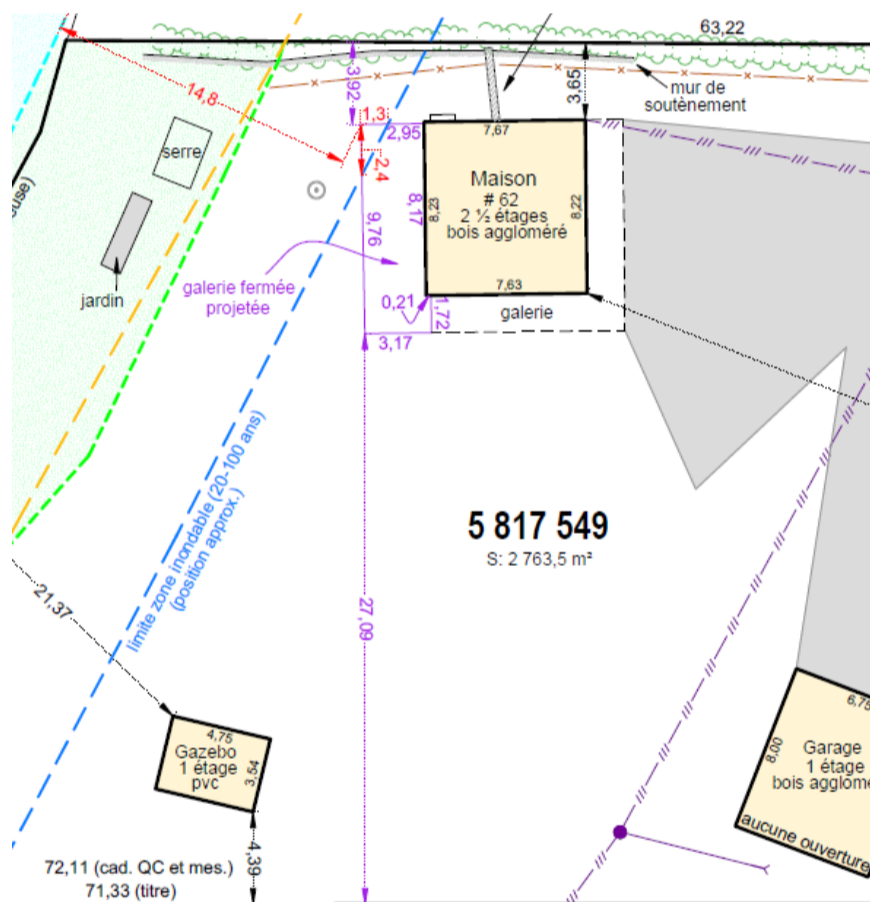 63,22
3,92
14,8
3,65
mur de
soutènement
1,3
2,95
7,67
serre
2,4
Maison
# 62
2 ½ étages
bois aggloméré
8,17
8,23
8,22
9,76
euse)
galerie fermée
projetée
jardin
7,63
0,21
1,72
galerie
3,17
limite zone inondable (20-100 ans)
(position approx.)
5 817 549
S: 2 763,5 m²
21,37
27,09
4,75
Gazebo
1 étage
pvc
3,54
6,75
8,00
Garage
1 étage
bois agglomé
aucune ouverture
4,39
72,11 (cad. QC et mes.)
71,33 (titre)